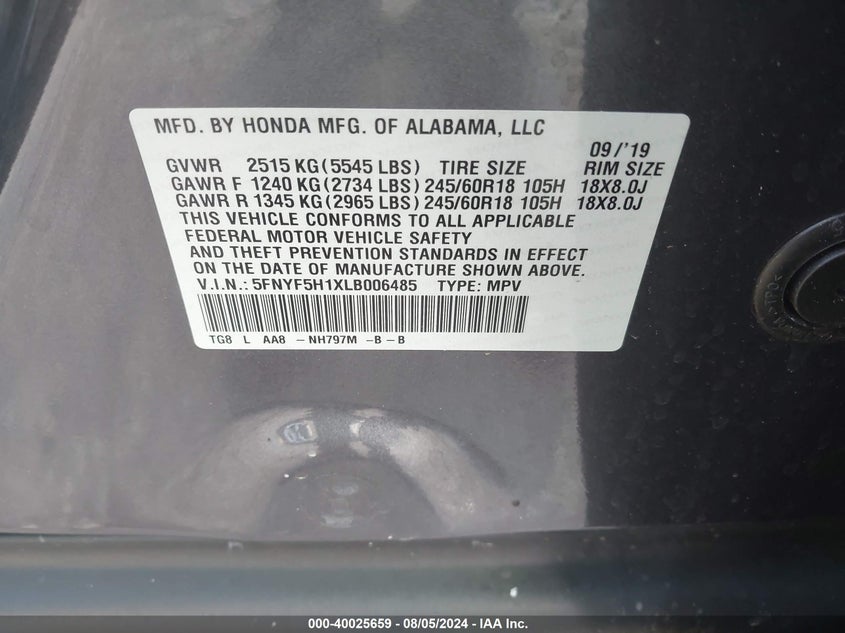 MFD. BY HONDA MFG. OF ALABAMA, LLC
09/'19
GVWR 2515 KG(5545 LBS) TIRE SIZE RIM SIZE
GAWR F 1240 KG(2734 LBS) 245/60R18 105H 18X8.0J
GAWR R 1345 KG(2965 LBS) 245/60R18 105H 18X8.0J
THIS VEHICLE CONFORMS TO ALL APPLICABLE
FEDERAL MOTOR VEHICLE SAFETY
AND THEFT PREVENTION STANDARDS IN EFFECT
ON THE DATE OF MANUFACTURE SHOWN ABOVE.
V.I.N.: 5FNYF5H1XLB006485 TYPE: MPV
TG8 L AA8 -NH797M -B-B
000-40025659 - 08/05/2024 - IAA Inc.